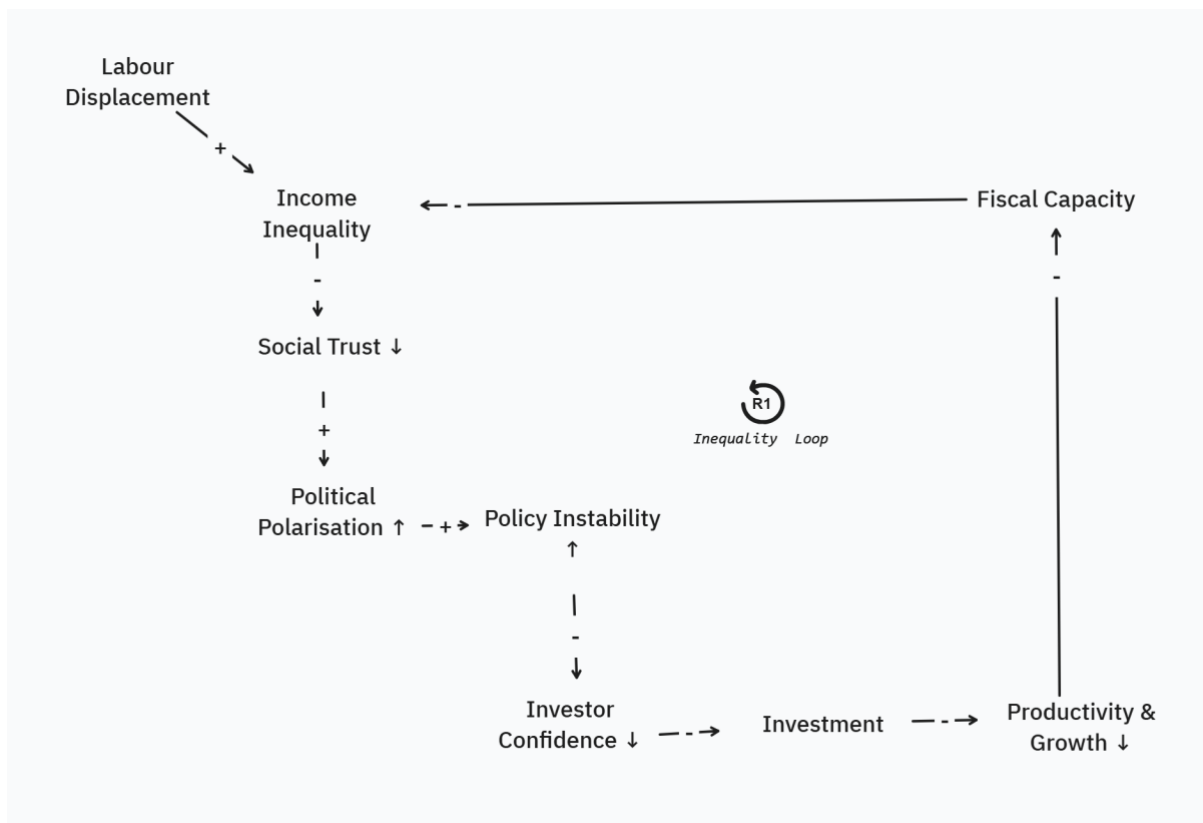 Labour
Displacement
+
Income
Inequality
-
Fiscal Capacity
-
-
Social Trust ↓
+
R1
Inequality Loop
Political
Polarisation ↑
+
Policy Instability
↑
-
Investor
Confidence ↓
-
Investment
-
Productivity &
Growth ↓